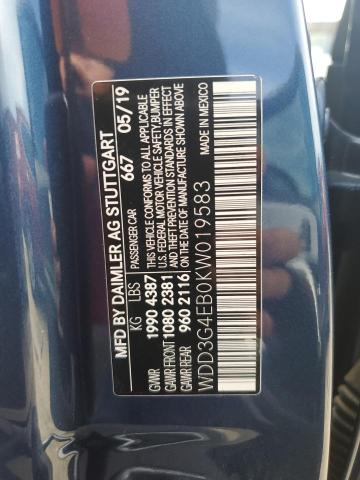 MFD BY DAIMLER AG STUTTGART
PASSENGER CAR 667 05/19
KG LBS
GVWR 1990 4387
GAWR FRONT 1080 2381
GAWR REAR 960 2116
THIS VEHICLE CONFORMS TO ALL APPLICABLE
U.S. FEDERAL MOTOR VEHICLE SAFETY, BUMPER
AND THEFT PREVENTION STANDARDS IN EFFECT
ON THE DATE OF MANUFACTURE SHOWN ABOVE
MADE IN MEXICO
WDD3G4EB0KW019583